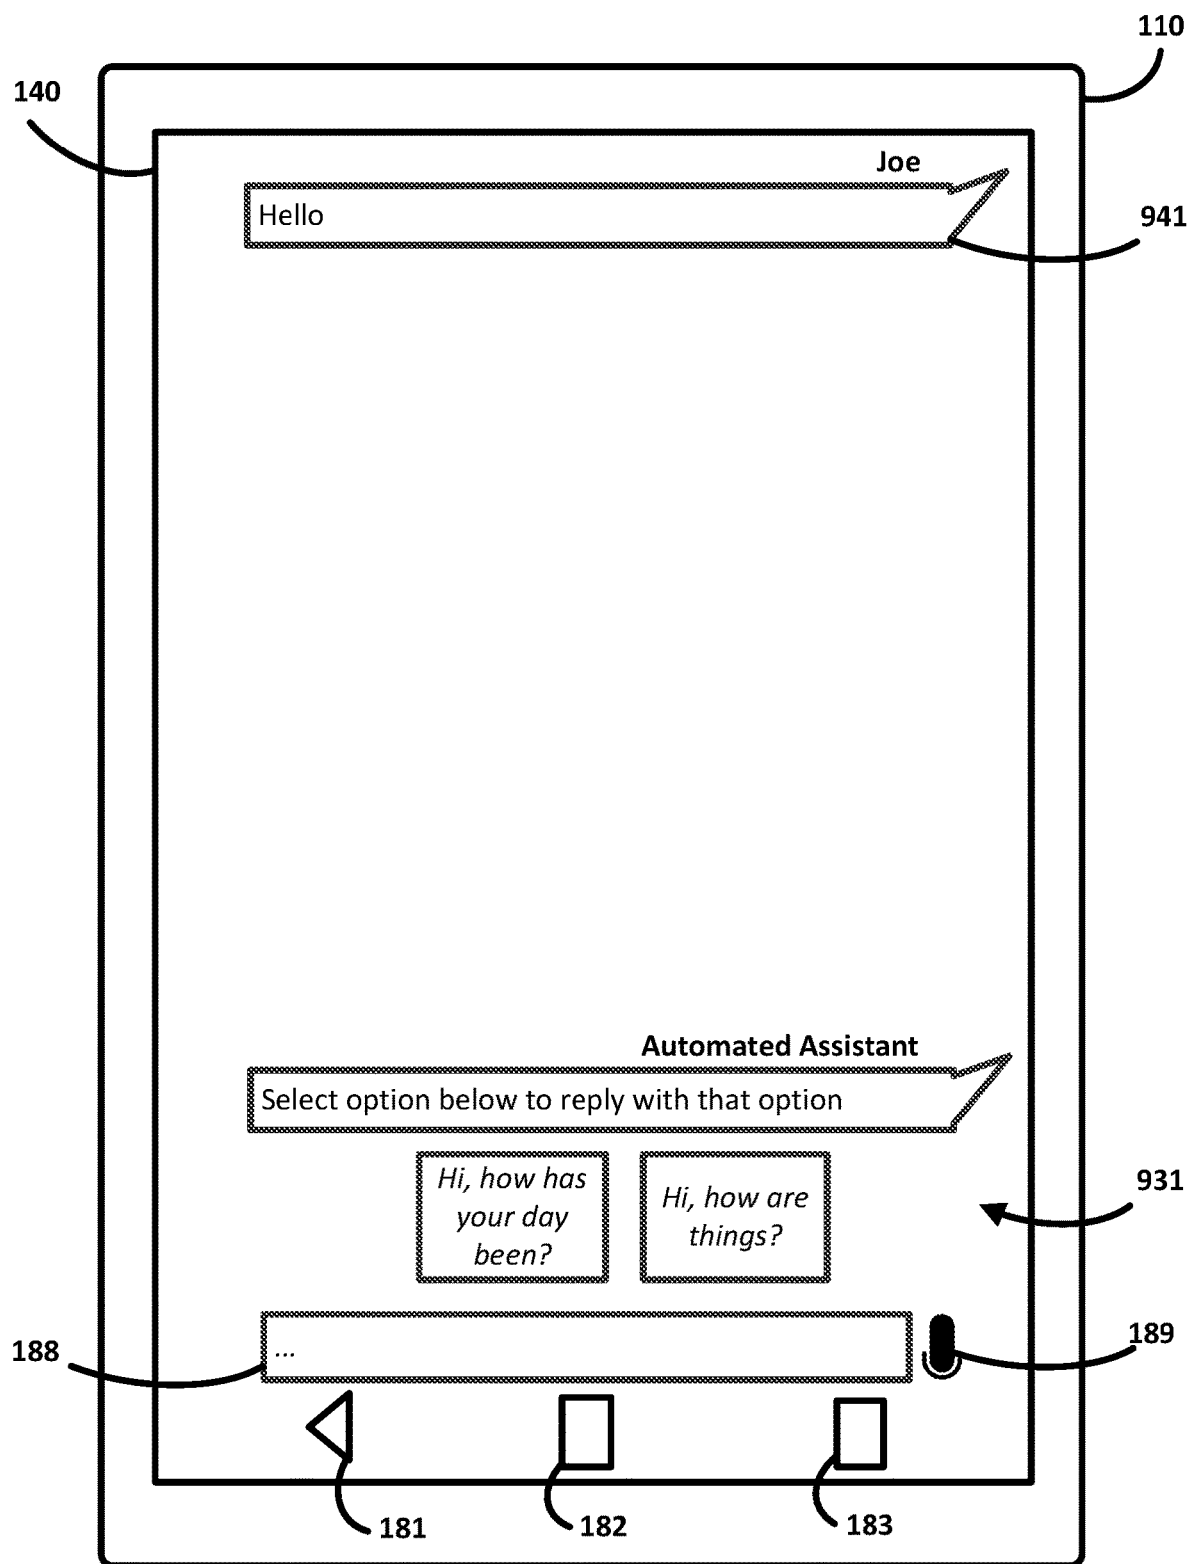 110
140
Joe
Hello
941
Automated Assistant
Select option below to reply with that option
Hi, how has
your day
been?
Hi, how are
things?
931
...
188
189
181
182
183